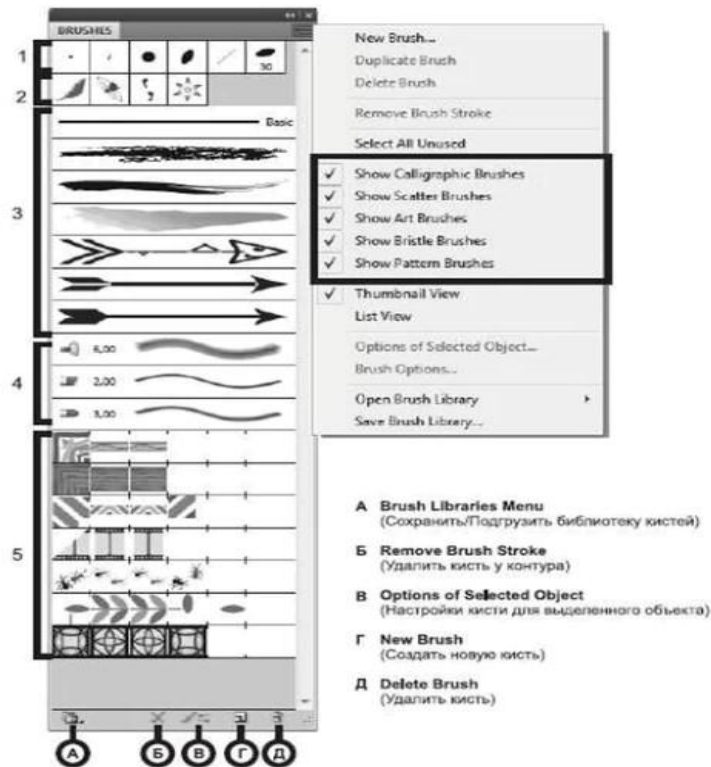 BRUSHES
1
30
2
Basic
3
4
6,00
2,00
3,00
5
А
Б
В
Г
Д
New Brush...
Duplicate Brush
Delete Brush
Remove Brush Stroke
Select All Unused
Show Calligraphic Brushes
Show Scatter Brushes
Show Art Brushes
Show Bristle Brushes
Show Pattern Brushes
Thumbnail View
List View
Options of Selected Object...
Brush Options...
Open Brush Library
Save Brush Library...
А Brush Libraries Menu
(Сохранить/Подгрузить библиотеку кистей)
Б Remove Brush Stroke
(Удалить кисть у контура)
В Options of Selected Object
(Настройки кисти для выделенного объекта)
Г New Brush
(Создать новую кисть)
Д Delete Brush
(Удалить кисть)